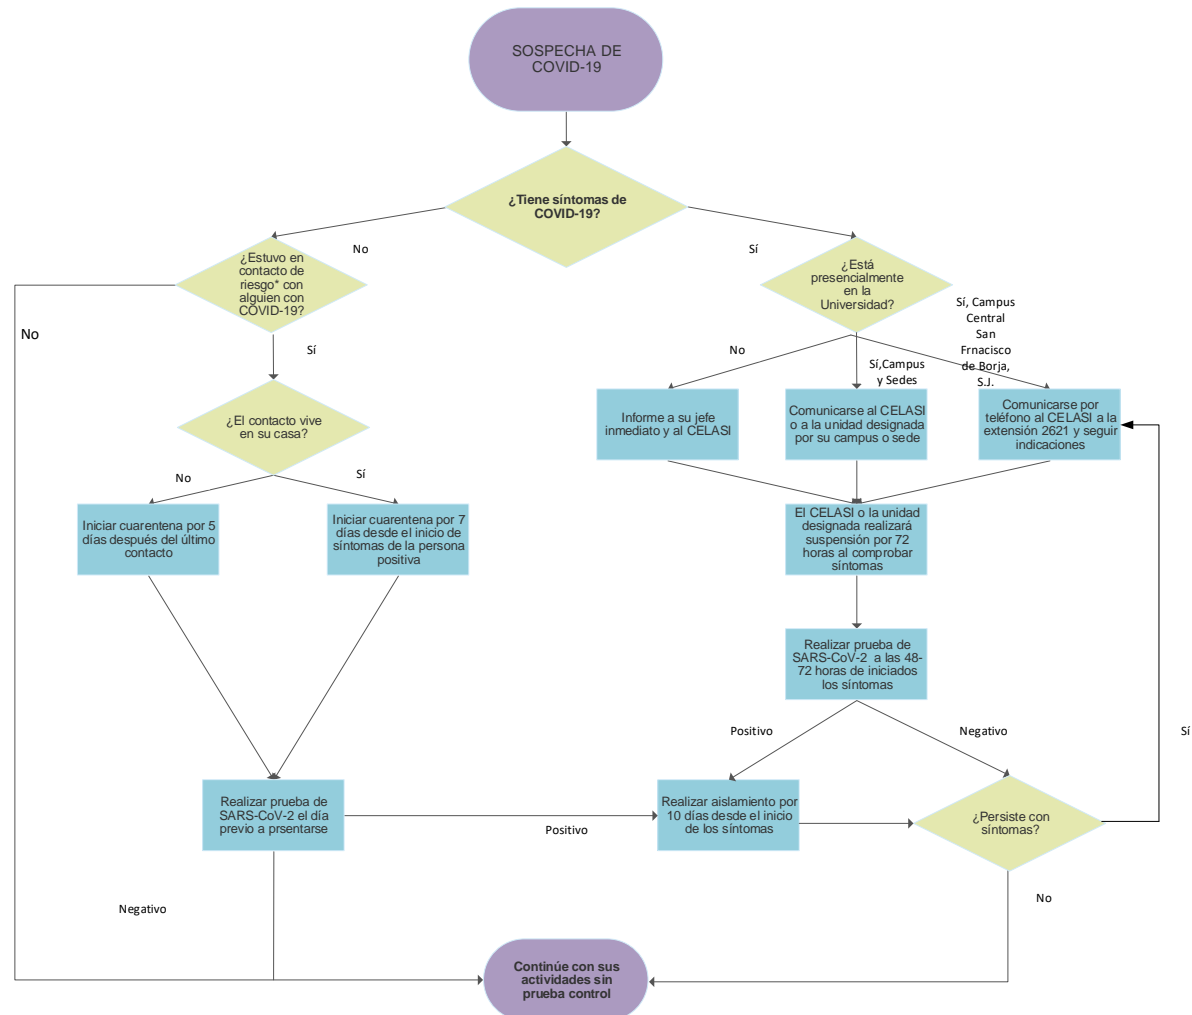 SOSPECHA DE
COVID-19
¿Tiene síntomas de
COVID-19?
No
Sí
¿Estuvo en
contacto de
riesgo* con
alguien con
COVID-19?
¿Está
presencialmente
en la
Universidad?
No
Sí
No
Sí,Campus
y Sedes
Sí, Campus
Central
San
Frnacisco
de Borja,
S.J.
¿El contacto vive
en su casa?
Informe a su jefe
inmediato y al CELASI
Comunicarse al CELASI
o a la unidad designada
por su campus o sede
Comunicarse por
teléfono al CELASI a la
extensión 2621 y seguir
indicaciones
No
Sí
Iniciar cuarentena por 5
días después del último
contacto
Iniciar cuarentena por 7
días desde el inicio de
síntomas de la persona
positiva
El CELASI o la unidad
designada realizará
suspensión por 72
horas al comprobar
síntomas
Realizar prueba de
SARS-CoV-2 a las 48-
72 horas de iniciados
los síntomas
Positivo
Negativo
Sí
Realizar prueba de
SARS-CoV-2 el día
previo a prsentarse
Positivo
Realizar aislamiento por
10 días desde el inicio
de los síntomas
¿Persiste con
síntomas?
Negativo
No
Continúe con sus
actividades sin
prueba control